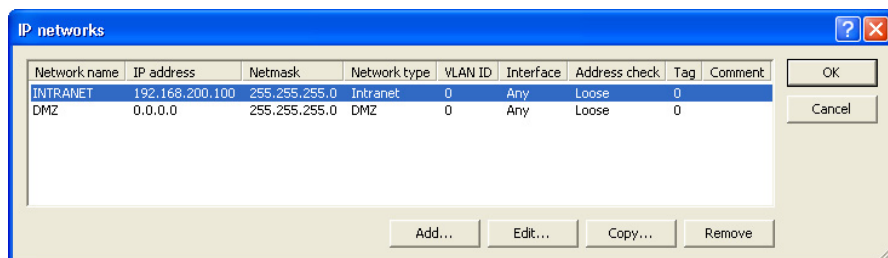 IP networks
Network name IP address Netmask Network type VLAN ID Interface Address check Tag Comment
INTRANET 192.168.200.100 255.255.255.0 Intranet 0 Any Loose 0
DMZ 0.0.0.0 255.255.255.0 DMZ 0 Any Loose 0
OK
Cancel
Add... Edit... Copy... Remove